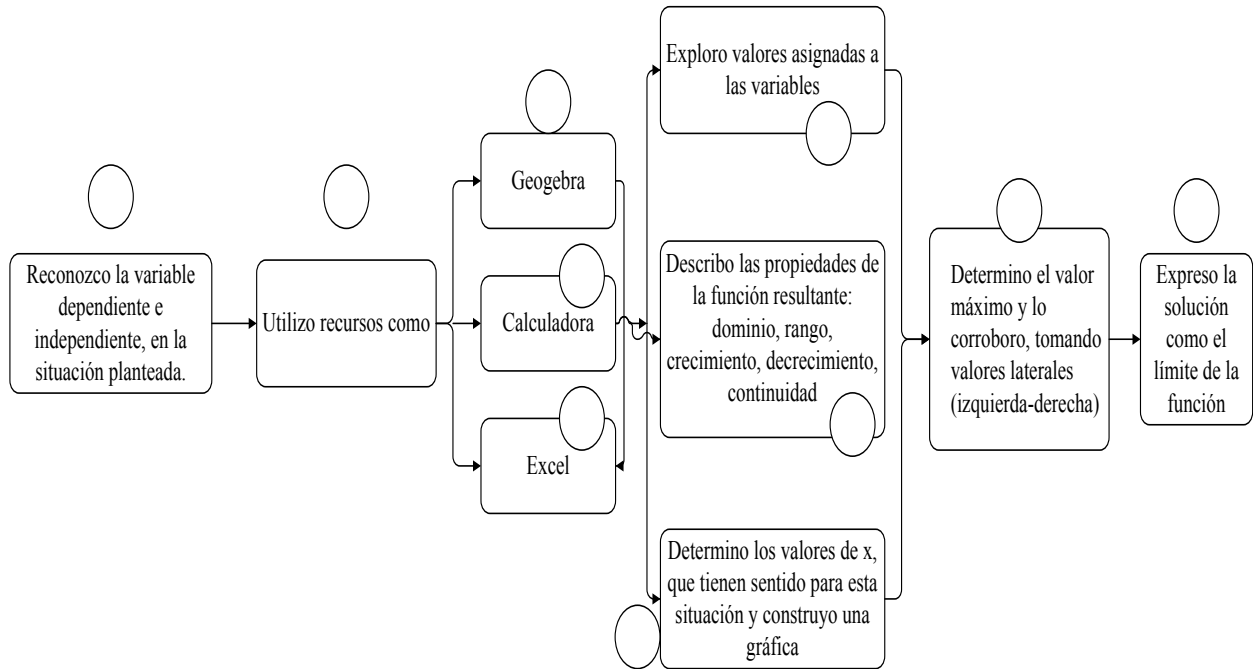 Reconozco la variable
dependiente e
independiente, en la
situación planteada.
Utilizo recursos como
Geogebra
Calculadora
Excel
Exploro valores asignadas a
las variables
Describo las propiedades de
la función resultante:
dominio, rango,
crecimiento, decrecimiento,
continuidad
Determino los valores de x,
que tienen sentido para esta
situación y construyo una
gráfica
Determino el valor
máximo y lo
corroboro, tomando
valores laterales
(izquierda-derecha)
Expreso la
solución
como el
límite de la
función